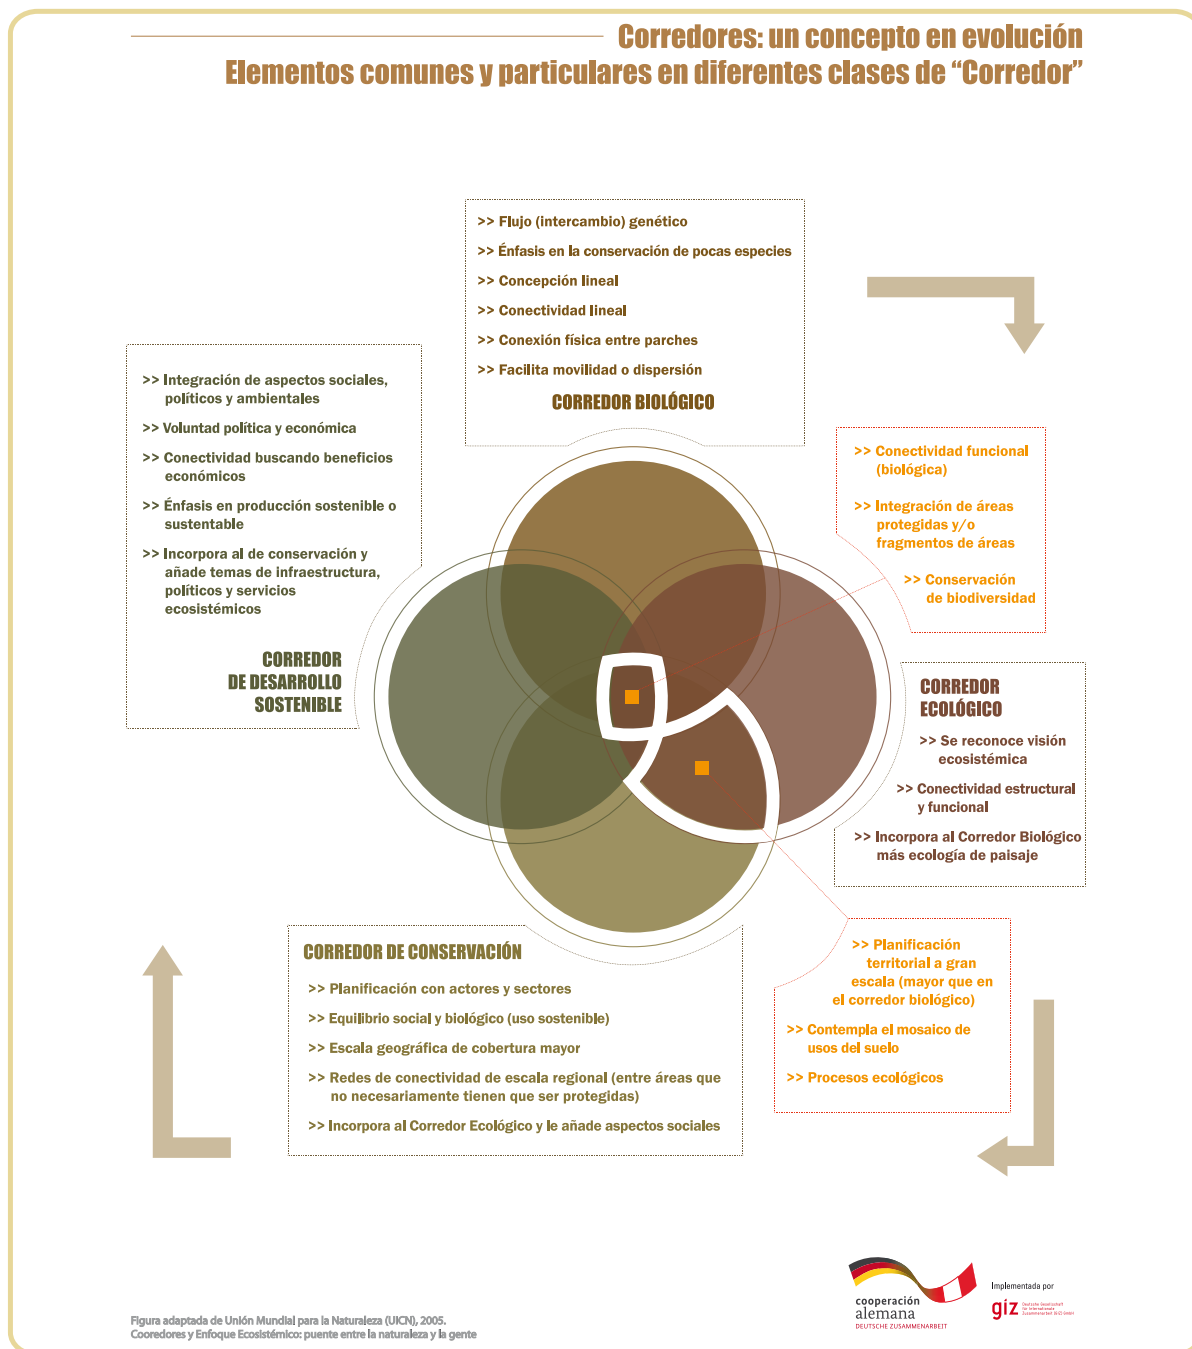 Corredores: un concepto en evolución
Elementos comunes y particulares en diferentes clases de “Corredor”
>> Flujo (intercambio) genético
>> Énfasis en la conservación de pocas especies
>> Concepción lineal
>> Conectividad lineal
>> Conexión física entre parches
>> Facilita movilidad o dispersión
CORREDOR BIOLÓGICO
>> Integración de aspectos sociales,
políticos y ambientales
>> Voluntad política y económica
>> Conectividad buscando beneficios
económicos
>> Énfasis en producción sostenible o
sustentable
>> Incorpora al de conservación y
añade temas de infraestructura,
políticos y servicios
ecosistémicos
CORREDOR
DE DESARROLLO
SOSTENIBLE
>> Conectividad funcional
(biológica)
>> Integración de áreas
protegidas y/o
fragmentos de áreas
>> Conservación
de biodiversidad
CORREDOR
ECOLÓGICO
>> Se reconoce visión
ecosistémica
>> Conectividad estructural
y funcional
>> Incorpora al Corredor Biológico
más ecología de paisaje
>> Planificación
territorial a gran
escala (mayor que en
el corredor biológico)
>> Contempla el mosaico de
usos del suelo
>> Procesos ecológicos
CORREDOR DE CONSERVACIÓN
>> Planificación con actores y sectores
>> Equilibrio social y biológico (uso sostenible)
>> Escala geográfica de cobertura mayor
>> Redes de conectividad de escala regional (entre áreas que
no necesariamente tienen que ser protegidas)
>> Incorpora al Corredor Ecológico y le añade aspectos sociales
cooperación
alemana
DEUTSCHE ZUSAMMENARBEIT
Implementada por
giz
Deutsche Gesellschaft
für Internationale
Zusammenarbeit (GIZ) GmbH
Figura adaptada de Unión Mundial para la Naturaleza (UICN), 2005.
Cooredores y Enfoque Ecosistémico: puente entre la naturaleza y la gente